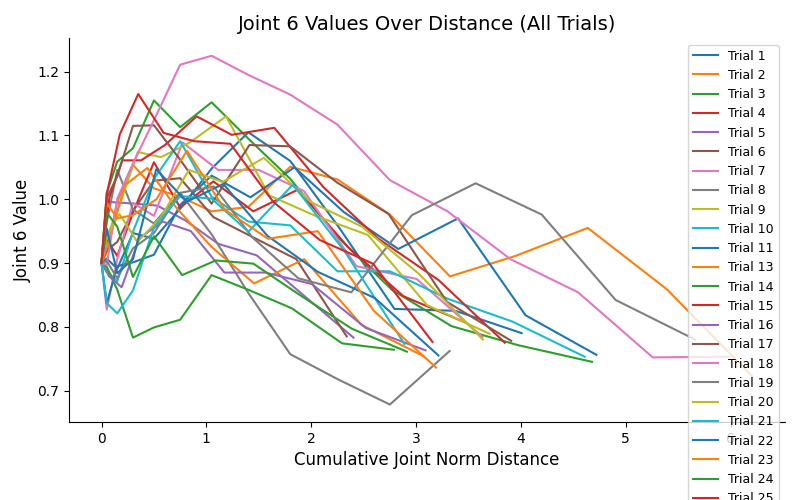 Joint 6 Values Over Distance (All Trials)
Joint 6 Value
1.2
1.1
1.0
0.9
0.8
0.7
0 1 2 3 4 5 6
Cumulative Joint Norm Distance
Trial 1
Trial 2
Trial 3
Trial 4
Trial 5
Trial 6
Trial 7
Trial 8
Trial 9
Trial 10
Trial 11
Trial 13
Trial 14
Trial 15
Trial 16
Trial 17
Trial 18
Trial 19
Trial 20
Trial 21
Trial 22
Trial 23
Trial 24
Trial 25